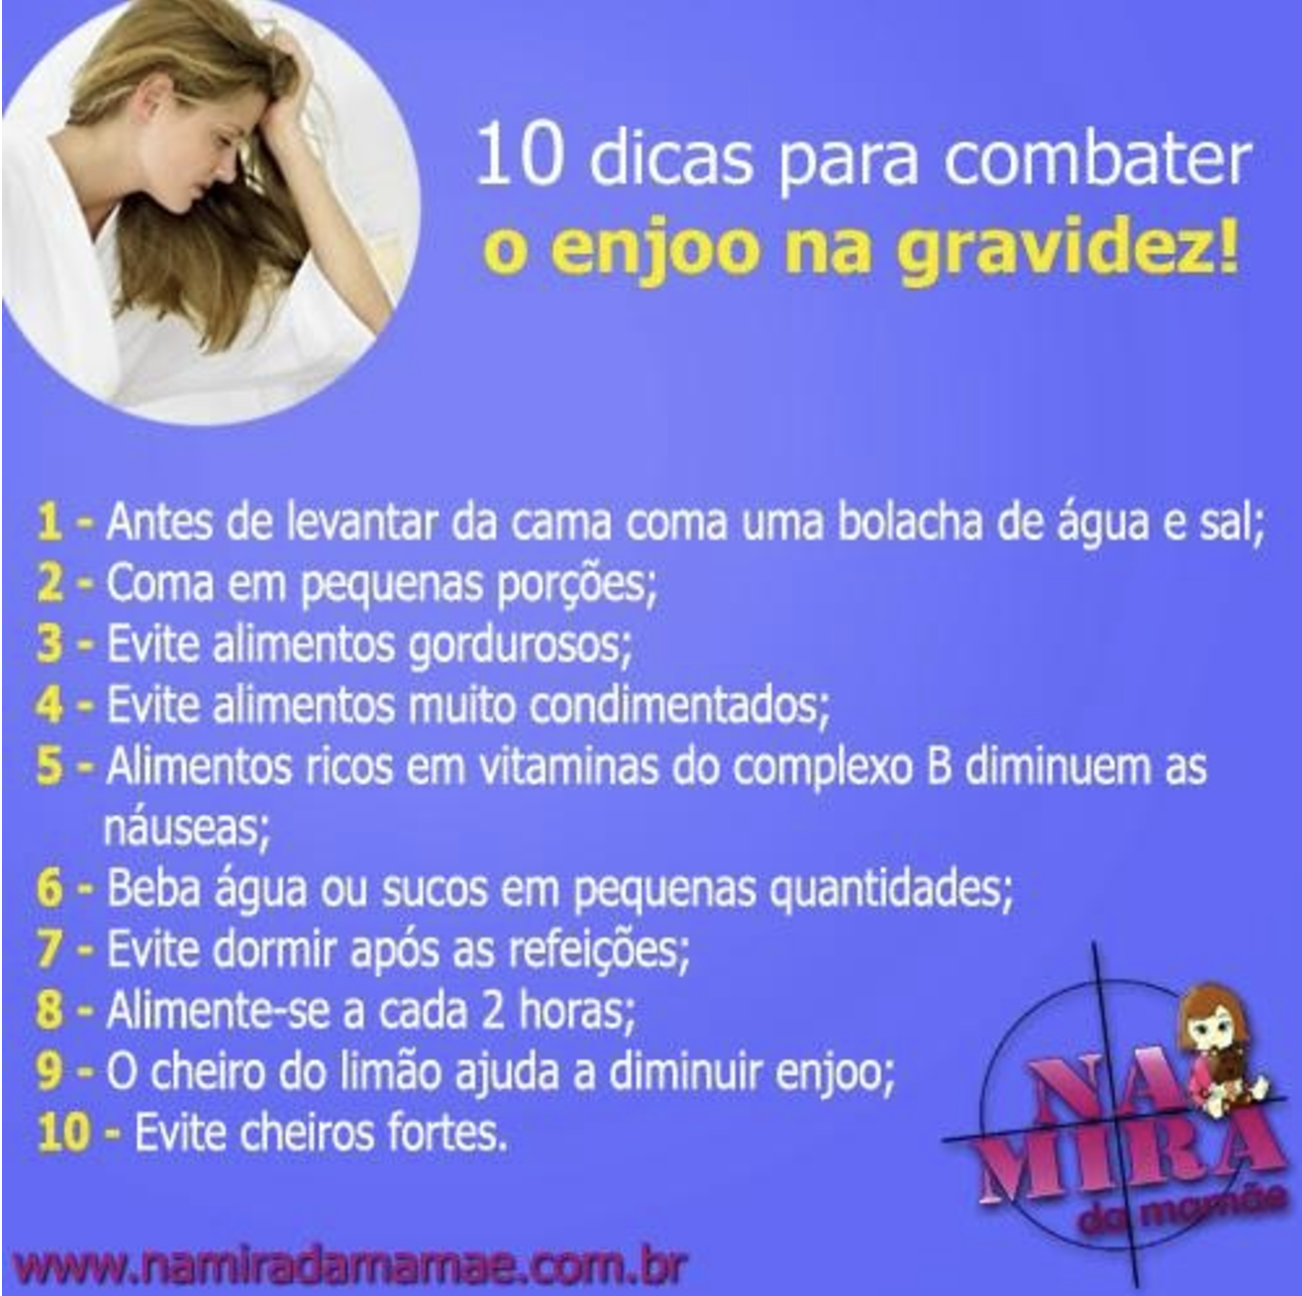 10 dicas para combater
o enjoo na gravidez!
1 - Antes de levantar da cama coma uma bolacha de água e sal;
2 - Coma em pequenas porções;
3 - Evite alimentos gordurosos;
4 - Evite alimentos muito condimentados;
5 - Alimentos ricos em vitaminas do complexo B diminuem as
náuseas;
6 - Beba água ou sucos em pequenas quantidades;
7 - Evite dormir após as refeições;
8 - Alimente-se a cada 2 horas;
9 - O cheiro do limão ajuda a diminuir enjoo;
10 - Evite cheiros fortes.
NA
MIRA
da mamãe
www.namiradamamae.com.br